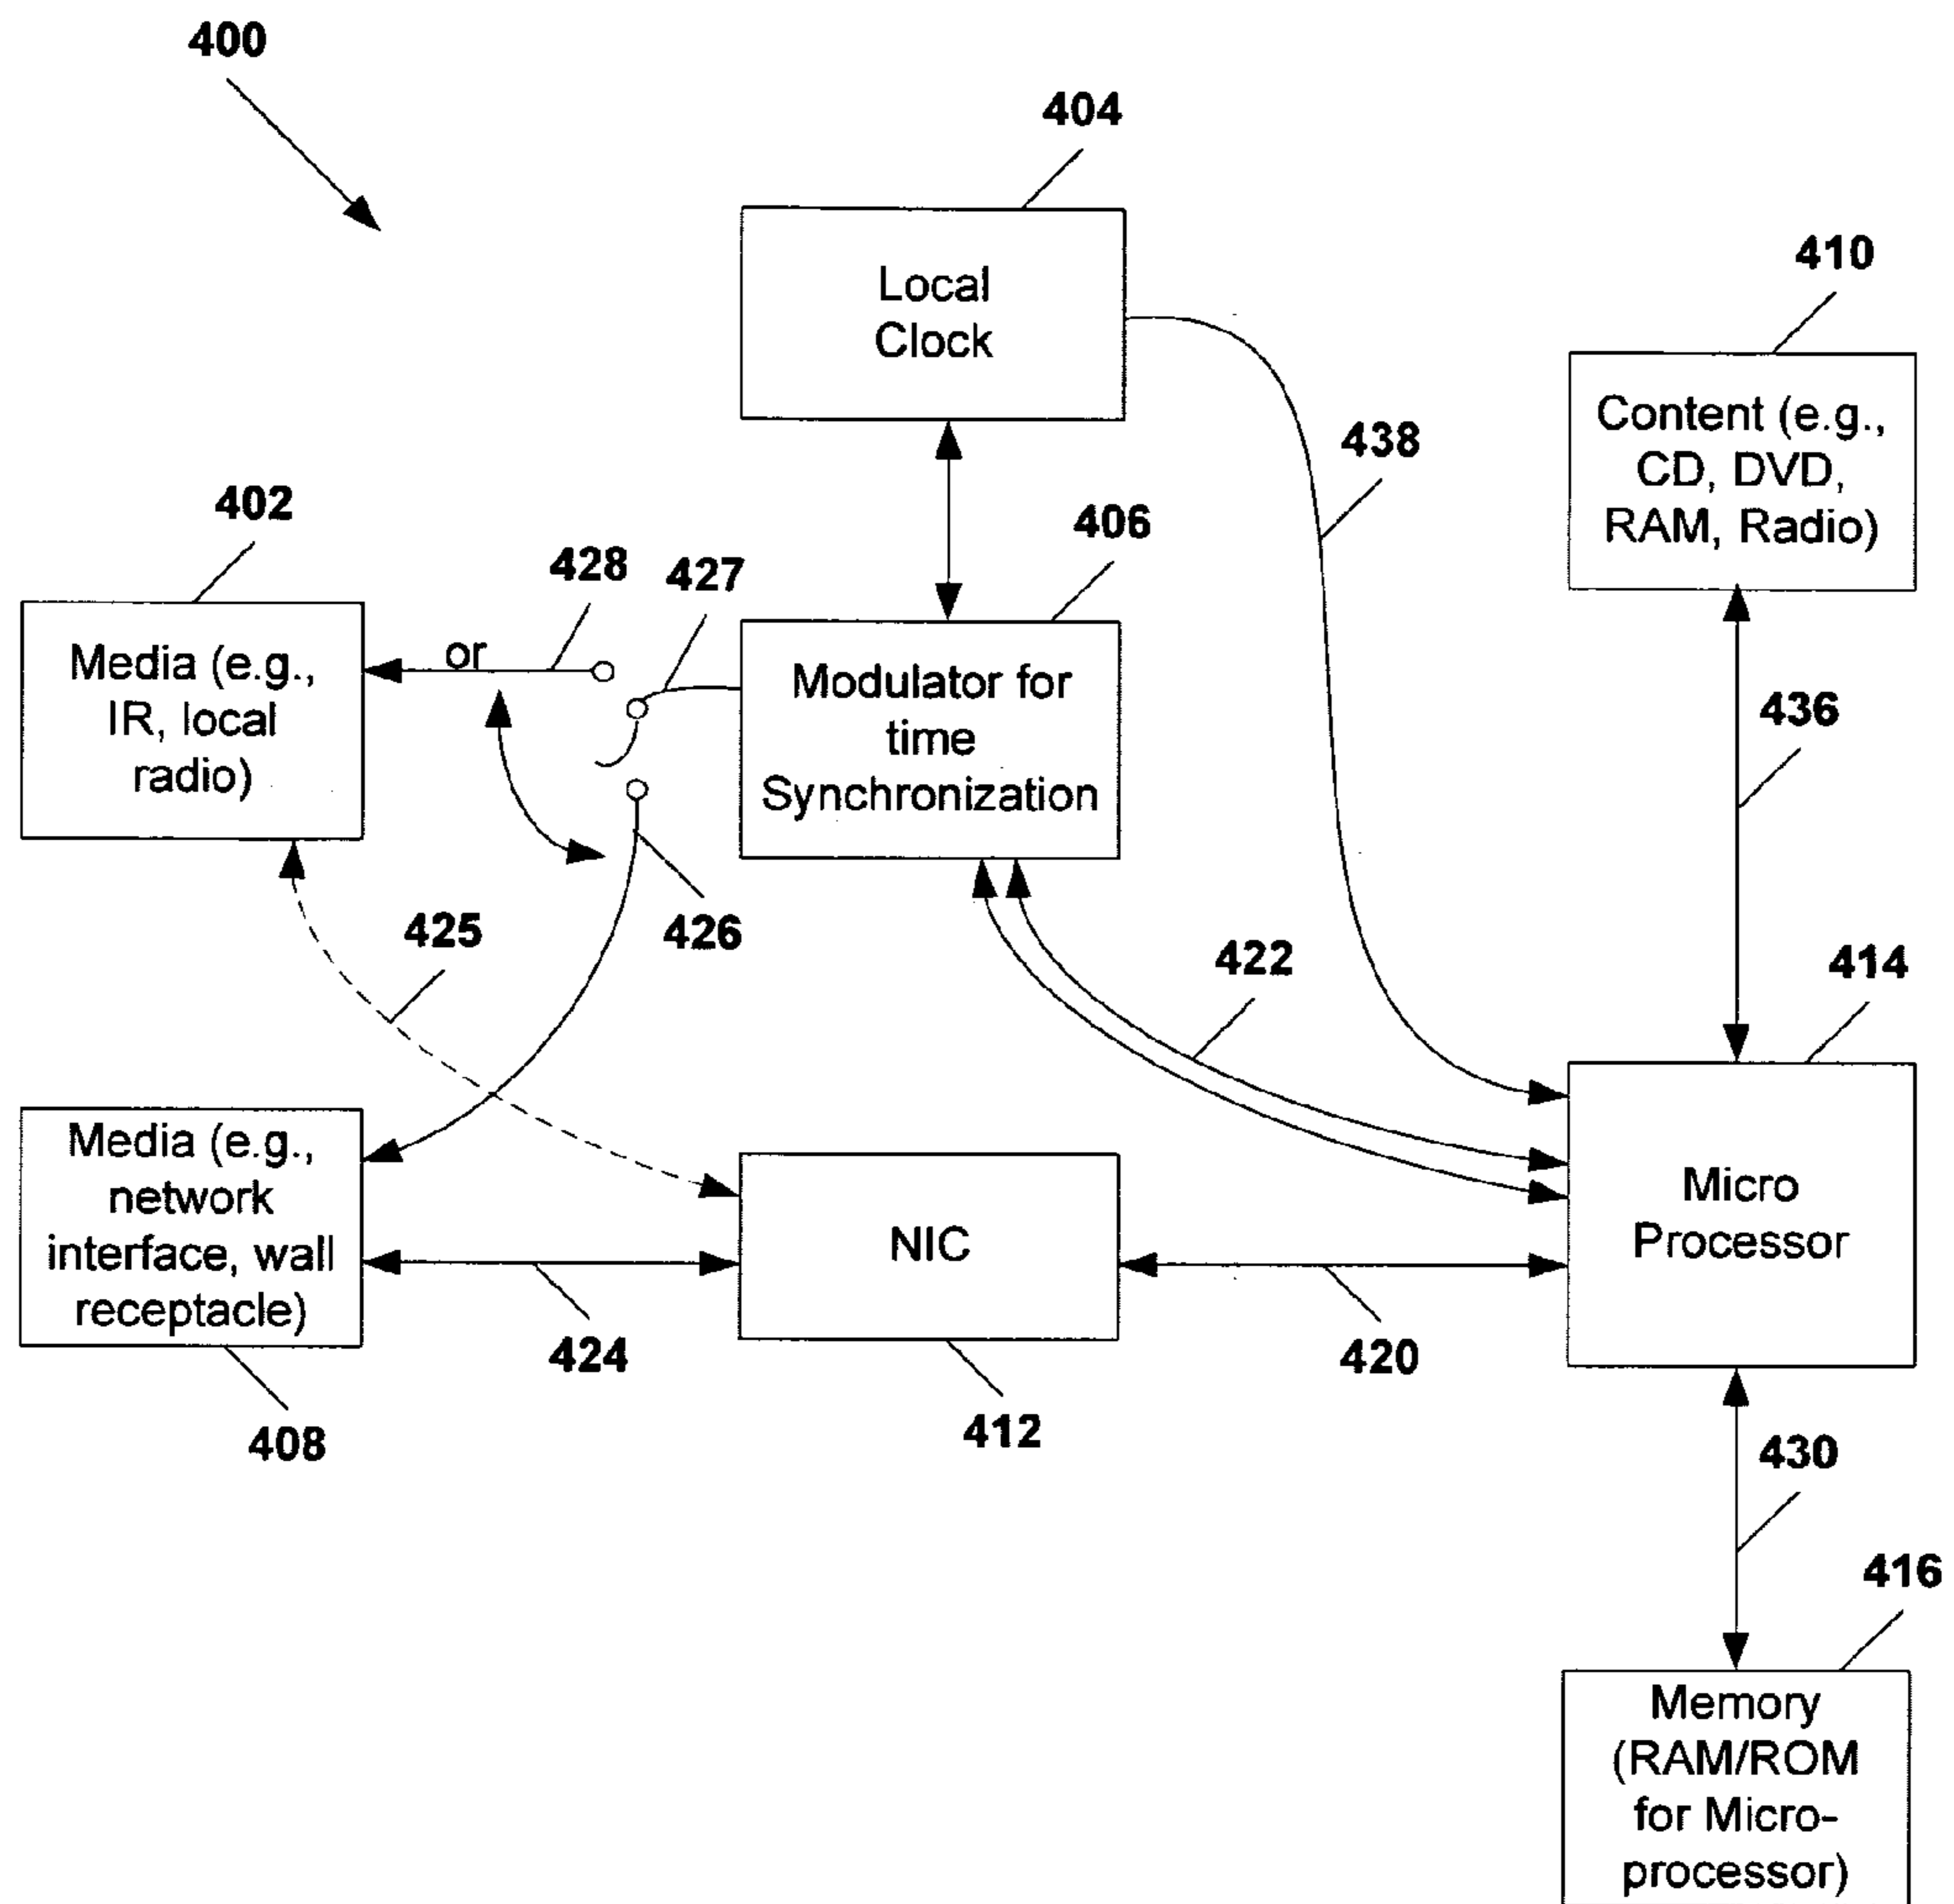 400
404
Local
Clock
410
Content (e.g.,
CD, DVD,
RAM, Radio)
438
402
Media (e.g.,
IR, local
radio)
or
428
427
406
Modulator for
time
Synchronization
436
426
425
422
414
Micro
Processor
Media (e.g.,
network
interface, wall
receptacle)
408
424
NIC
412
420
430
416
Memory
(RAM/ROM
for Micro-
processor)